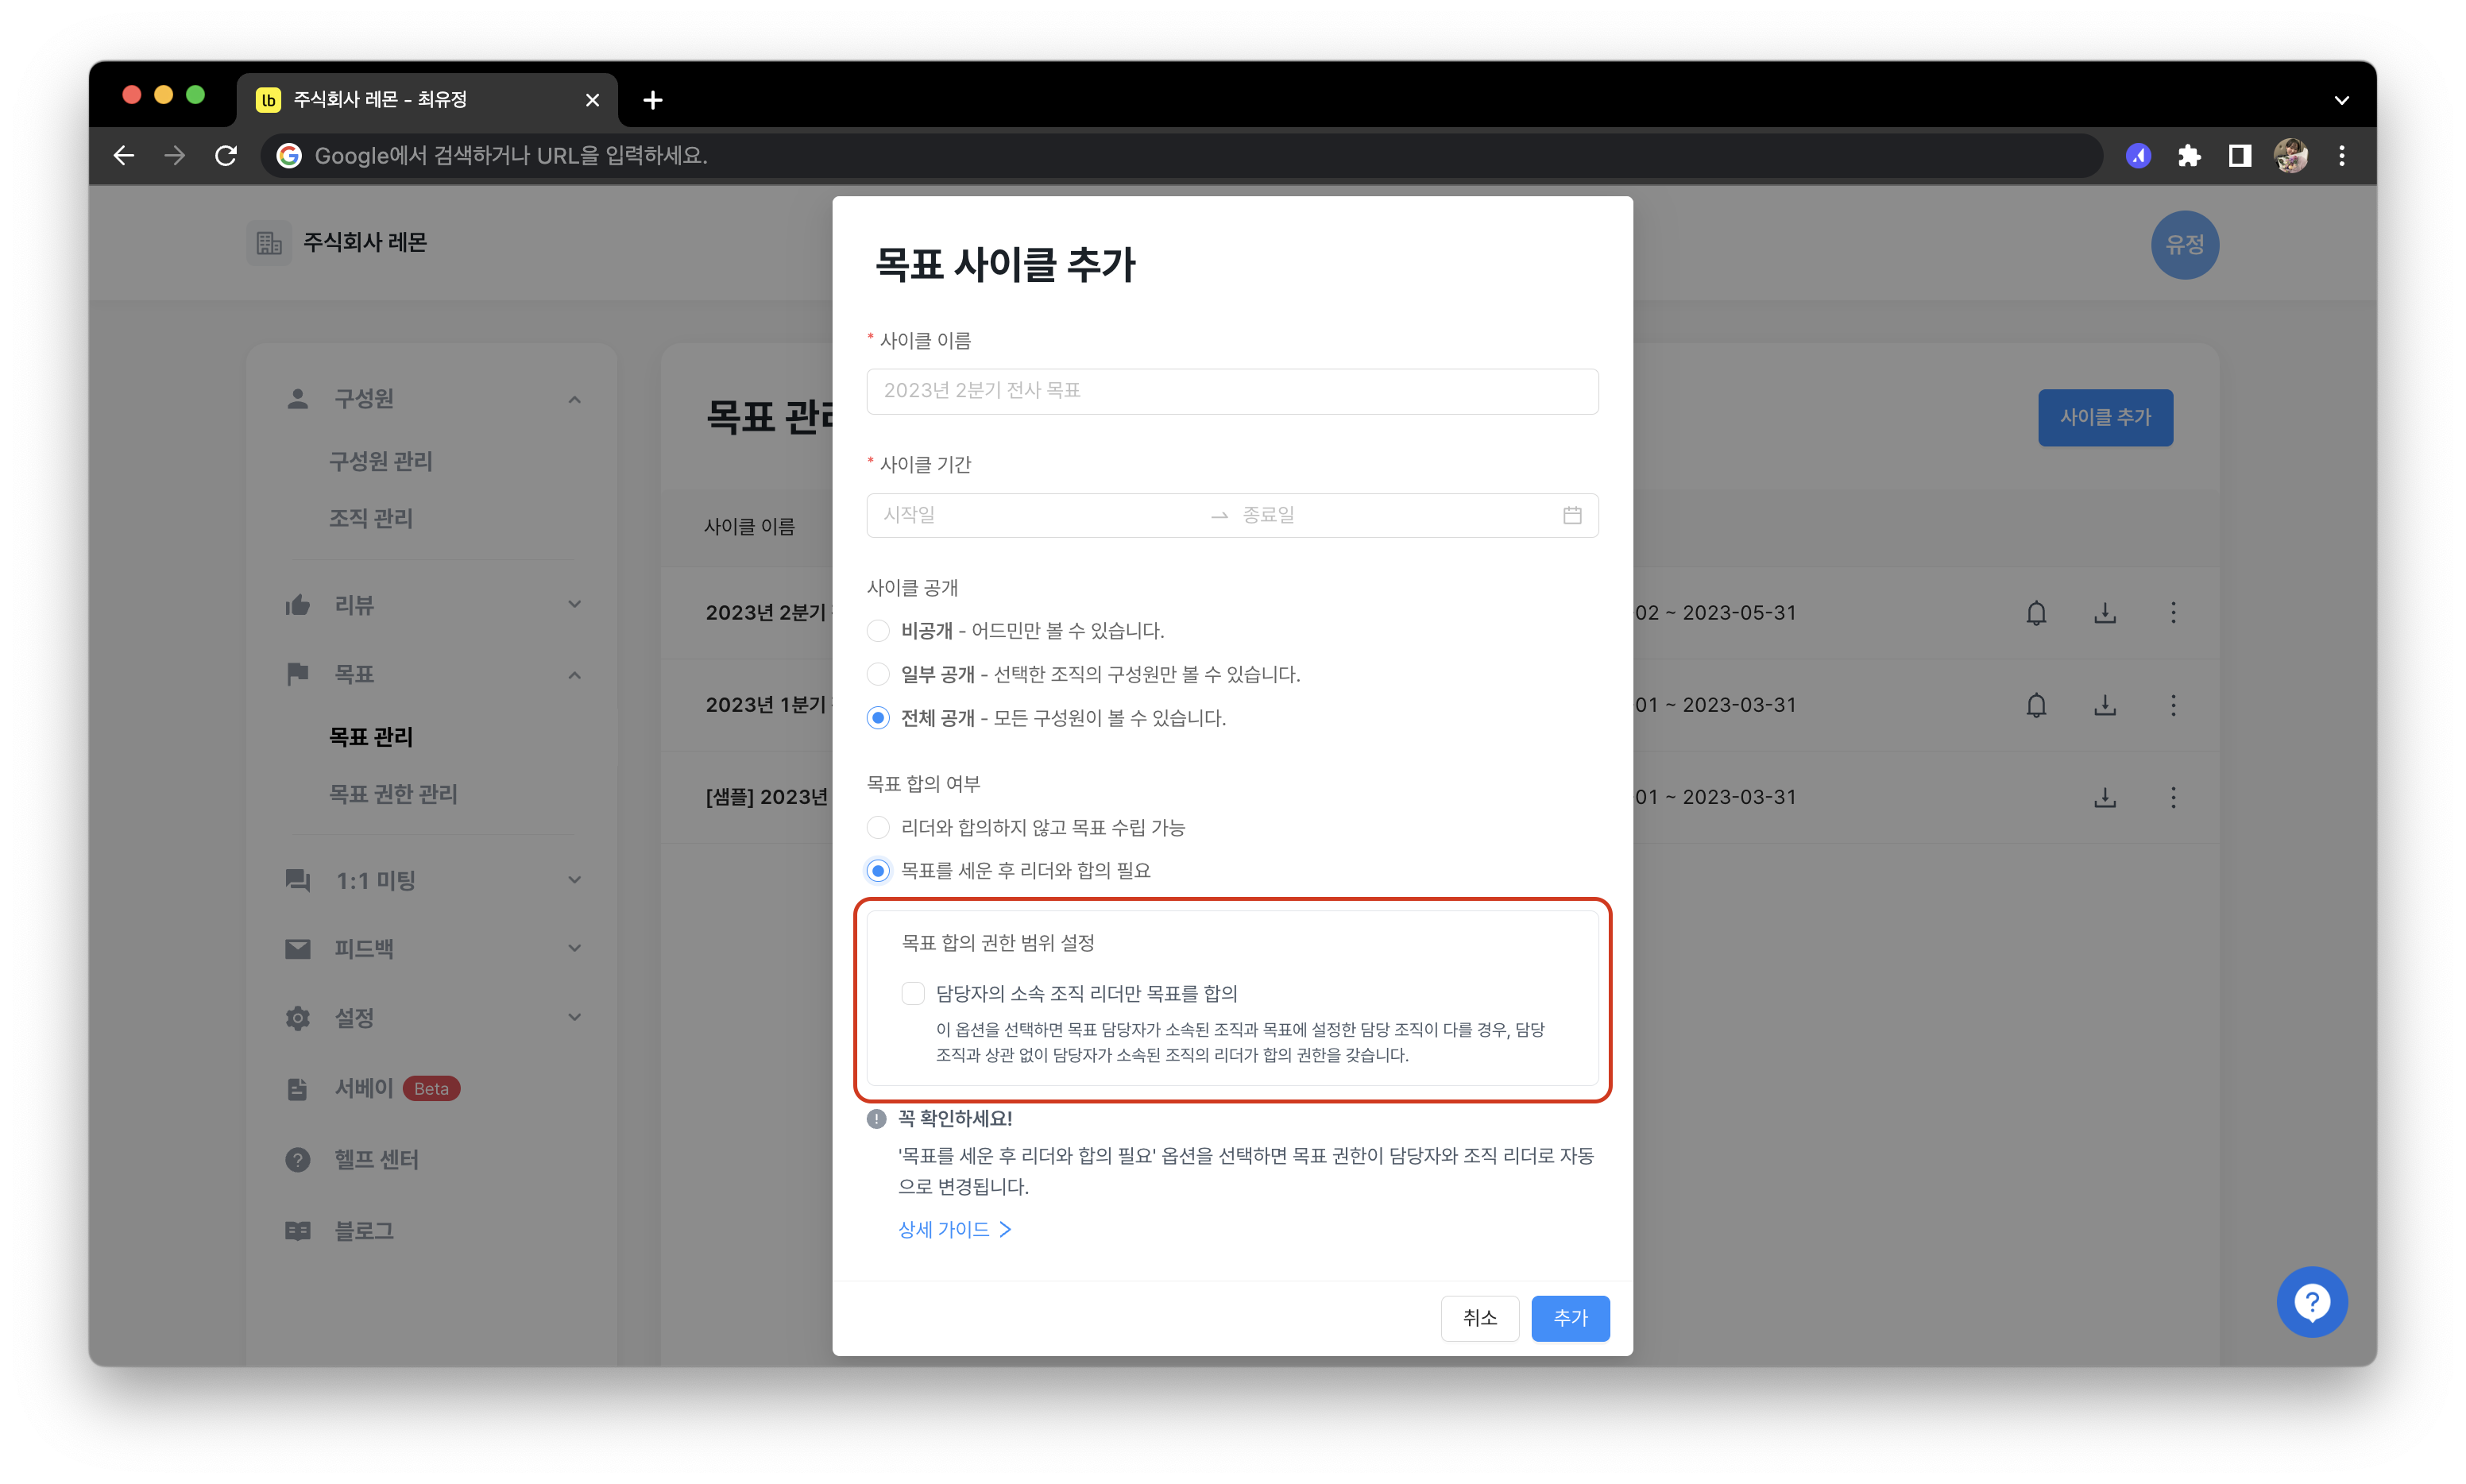 lb 주식회사 레몬 - 최유정
Google에서 검색하거나 URL을 입력하세요.
주식회사 레몬
유정
구성원
구성원 관리
조직 관리
리뷰
목표
목표 관리
목표 권한 관리
1:1 미팅
피드백
설정
서베이 Beta
헬프 센터
블로그
목표 관리
사이클 추가
사이클 이름
2023년 2분기
02 ~ 2023-05-31
2023년 1분기
01 ~ 2023-03-31
[샘플] 2023년
01 ~ 2023-03-31
목표 사이클 추가
* 사이클 이름
2023년 2분기 전사 목표
* 사이클 기간
시작일 → 종료일
사이클 공개
비공개 - 어드민만 볼 수 있습니다.
일부 공개 - 선택한 조직의 구성원만 볼 수 있습니다.
전체 공개 - 모든 구성원이 볼 수 있습니다.
목표 합의 여부
리더와 합의하지 않고 목표 수립 가능
목표를 세운 후 리더와 합의 필요
목표 합의 권한 범위 설정
담당자의 소속 조직 리더만 목표를 합의
이 옵션을 선택하면 목표 담당자가 소속된 조직과 목표에 설정한 담당 조직이 다를 경우, 담당
조직과 상관 없이 담당자가 소속된 조직의 리더가 합의 권한을 갖습니다.
꼭 확인하세요!
'목표를 세운 후 리더와 합의 필요' 옵션을 선택하면 목표 권한이 담당자와 조직 리더로 자동
으로 변경됩니다.
상세 가이드 >
취소
추가